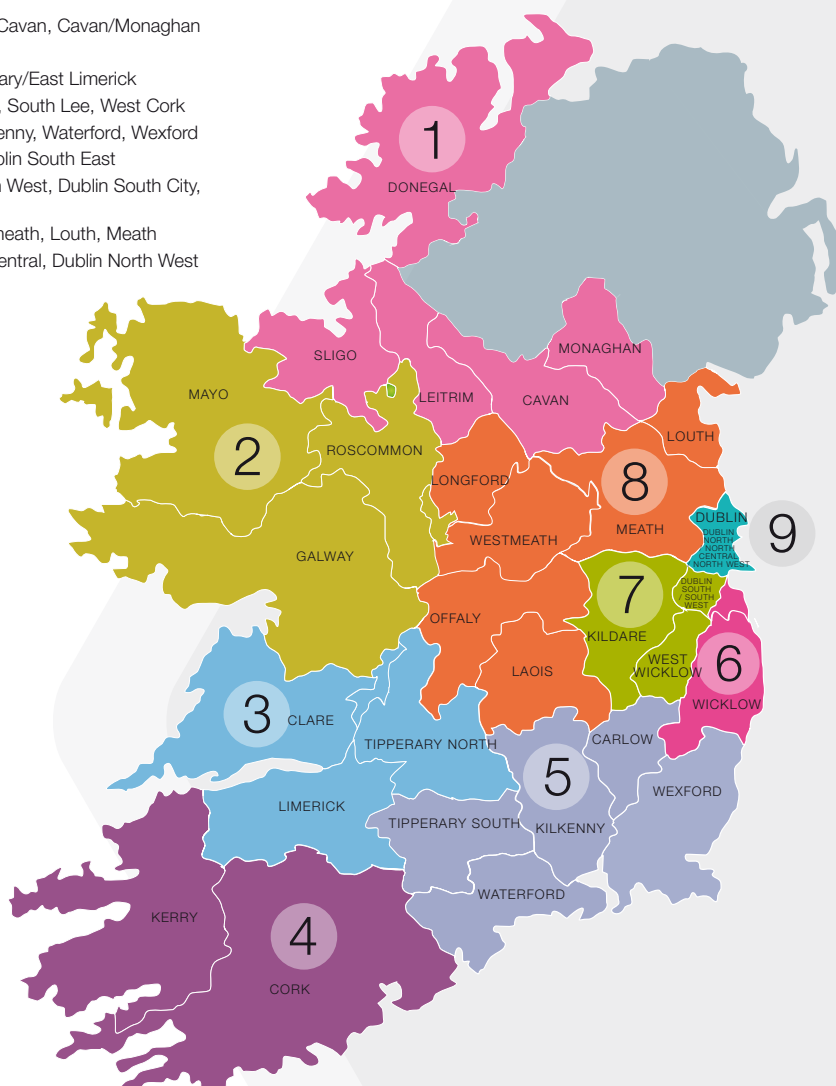 Cavan, Cavan/Monaghan
ary/East Limerick
, South Lee, West Cork
enny, Waterford, Wexford
olin South East
West, Dublin South City,
neath, Louth, Meath
entral, Dublin North West
1
DONEGAL
MONAGHAN
SLIGO
LEITRIM
CAVAN
MAYO
LOUTH
2
ROSCOMMON
8
LONGFORD
DUBLIN
9
MEATH
DUBLIN
NORTH
NORTH
CENTRAL
NORTH WEST
WESTMEATH
GALWAY
7
DUBLIN
SOUTH
/ SOUTH
WEST
OFFALY
KILDARE
LAOIS
WEST
WICKLOW
6
WICKLOW
3
CLARE
TIPPERARY NORTH
CARLOW
5
WEXFORD
LIMERICK
TIPPERARY SOUTH
KILKENNY
WATERFORD
KERRY
4
CORK